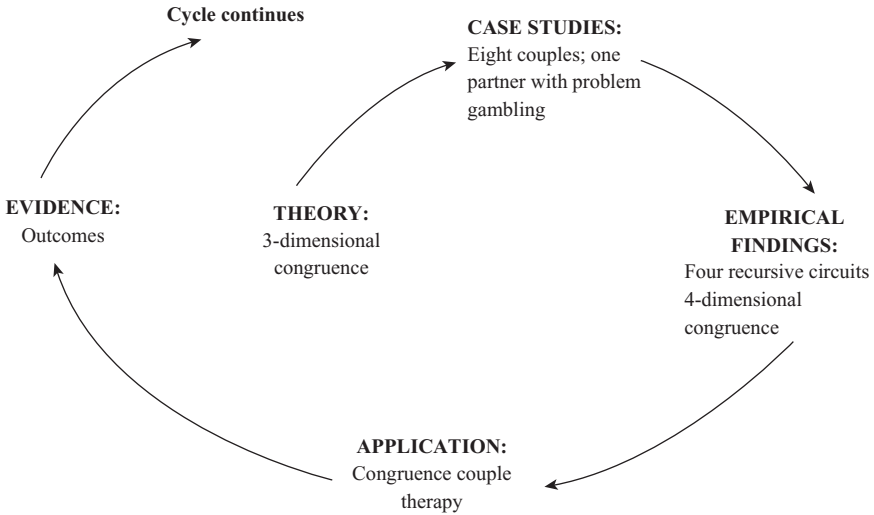 Cycle continues
CASE STUDIES:
Eight couples; one
partner with problem
gambling
EVIDENCE:
Outcomes
THEORY:
3-dimensional
congruence
EMPIRICAL
FINDINGS:
Four recursive circuits
4-dimensional
congruence
APPLICATION:
Congruence couple
therapy